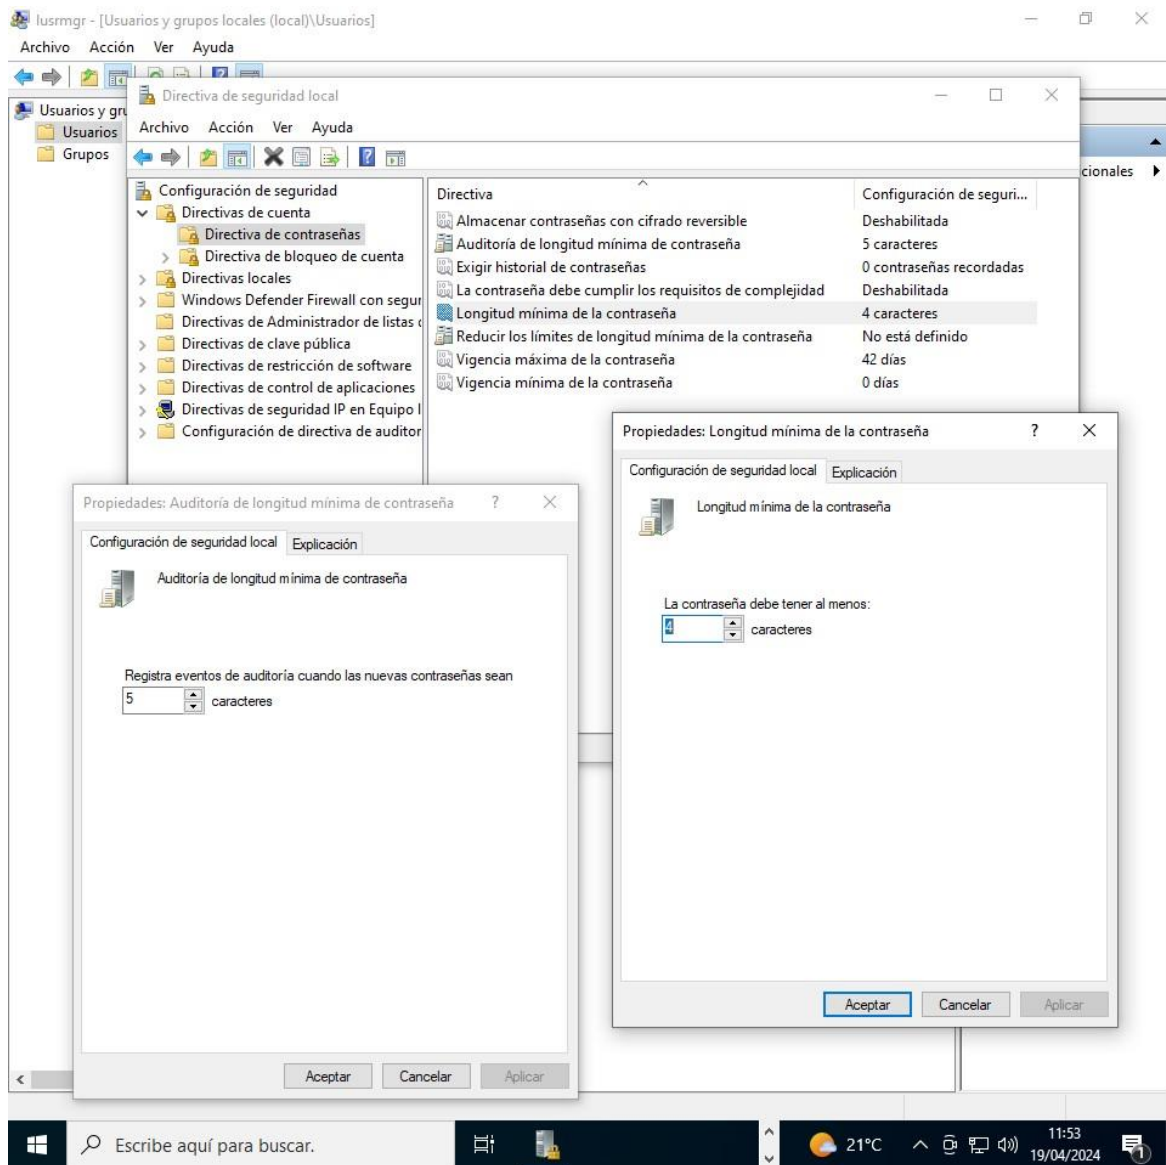 lusrmgr - [Usuarios y grupos locales (local)\Usuarios]
Archivo Acción Ver Ayuda
Usuarios y gru
Usuarios
Grupos
cionales
Directiva de seguridad local
Archivo Acción Ver Ayuda
Configuración de seguridad
Directivas de cuenta
Directiva de contraseñas
Directiva de bloqueo de cuenta
Directivas locales
Windows Defender Firewall con segur
Directivas de Administrador de listas
Directivas de clave pública
Directivas de restricción de software
Directivas de control de aplicaciones
Directivas de seguridad IP en Equipo l
Configuración de directiva de auditor
Directiva Configuración de seguri...
Almacenar contraseñas con cifrado reversible Deshabilitada
Auditoría de longitud mínima de contraseña 5 caracteres
Exigir historial de contraseñas 0 contraseñas recordadas
La contraseña debe cumplir los requisitos de complejidad Deshabilitada
Longitud mínima de la contraseña 4 caracteres
Reducir los límites de longitud mínima de la contraseña No está definido
Vigencia máxima de la contraseña 42 días
Vigencia mínima de la contraseña 0 días
Propiedades: Auditoría de longitud mínima de contraseña ?
Configuración de seguridad local Explicación
Auditoría de longitud mínima de contraseña
Registra eventos de auditoría cuando las nuevas contraseñas sean
5 caracteres
Aceptar Cancelar Aplicar
Propiedades: Longitud mínima de la contraseña ?
Configuración de seguridad local Explicación
Longitud mínima de la contraseña
La contraseña debe tener al menos:
4 caracteres
Aceptar Cancelar Aplicar
Escribe aquí para buscar.
21°C
11:53
19/04/2024
1